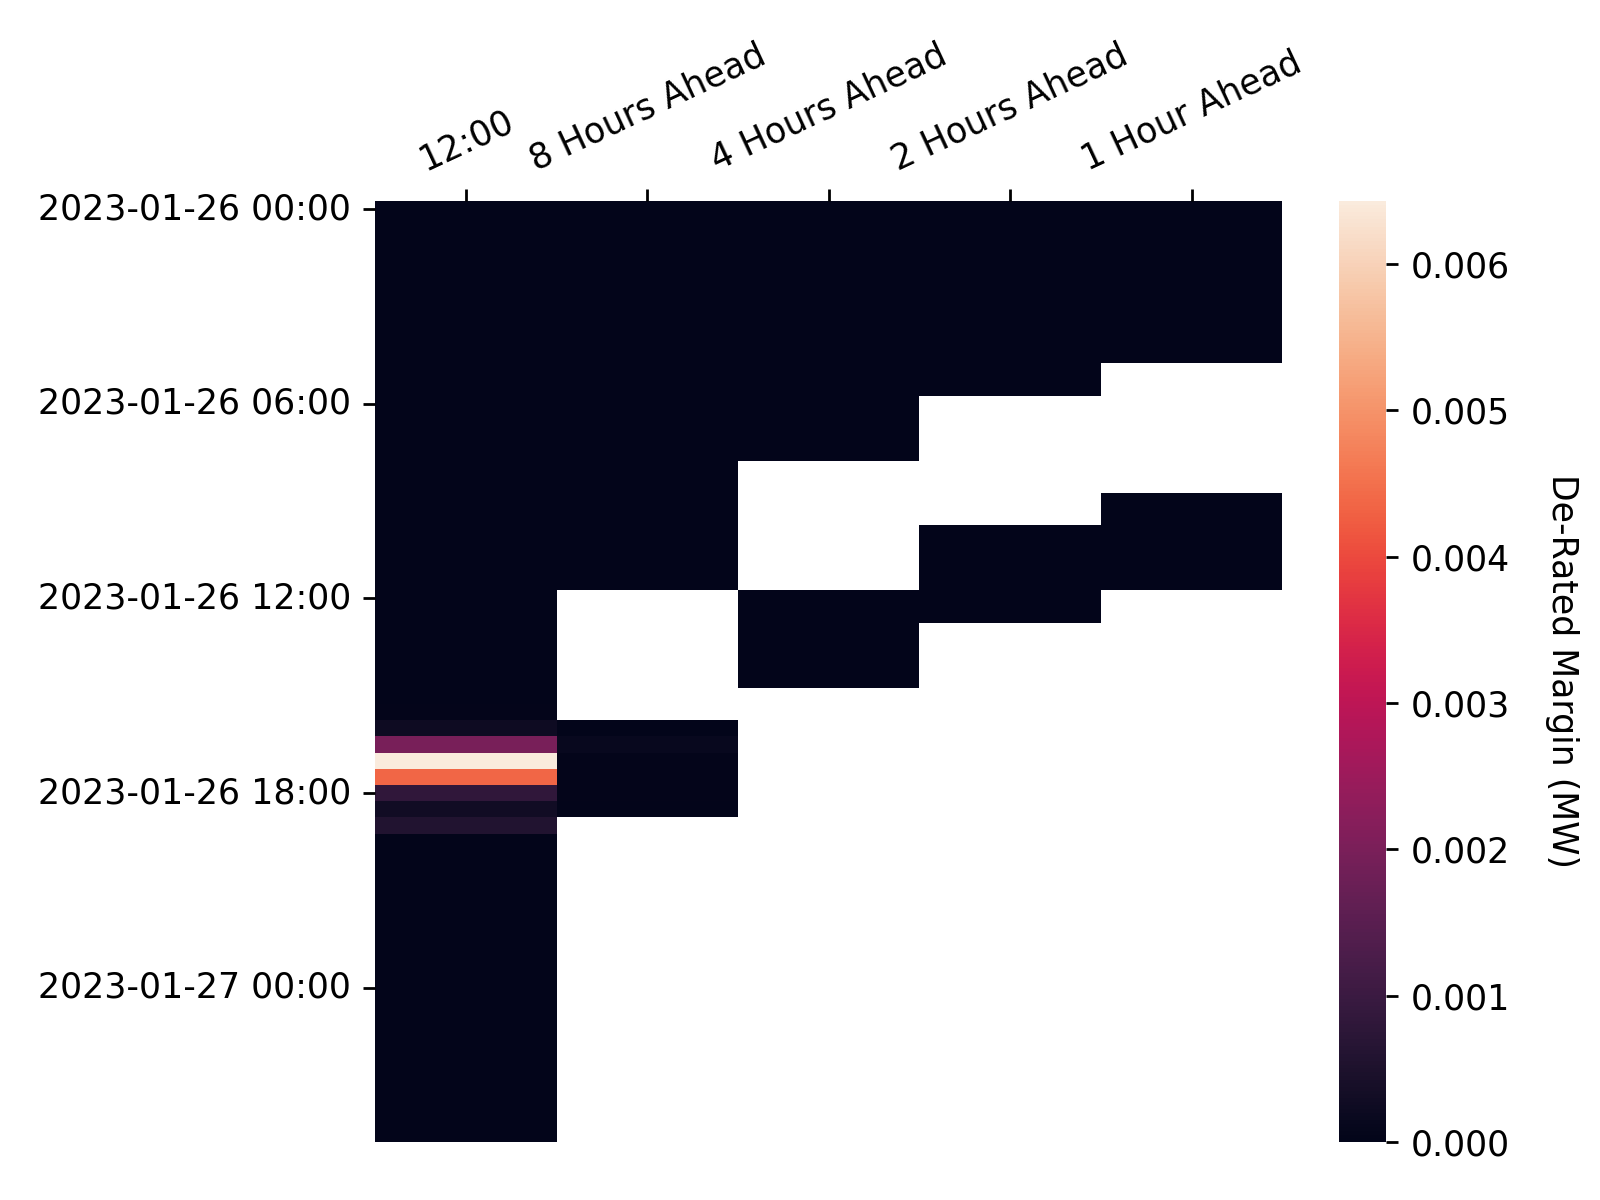 12:00
8 Hours Ahead
4 Hours Ahead
2 Hours Ahead
1 Hour Ahead
2023-01-26 00:00
2023-01-26 06:00
2023-01-26 12:00
2023-01-26 18:00
2023-01-27 00:00
0.006
0.005
0.004
0.003
0.002
0.001
0.000
De-Rated Margin (MW)